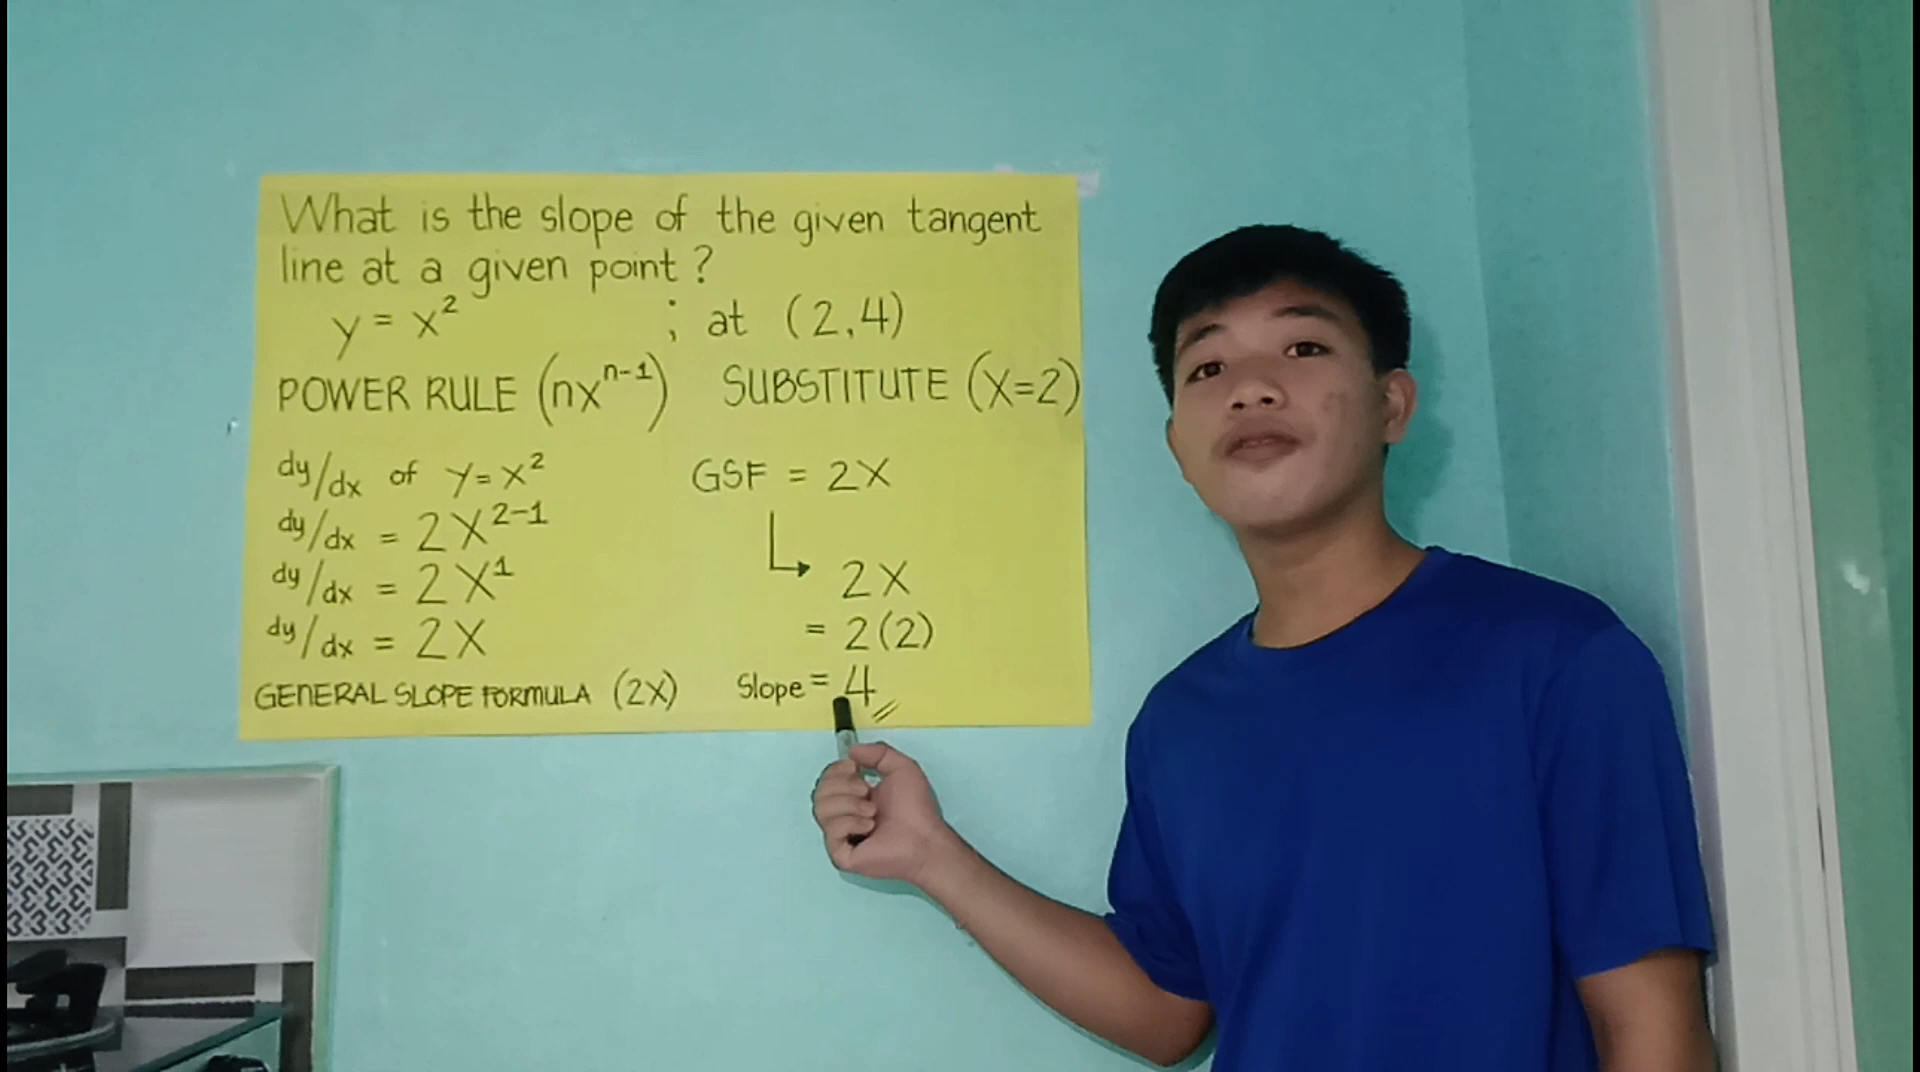 What is the slope of the given tangent
line at a given point?
y = x² ; at (2,4)
POWER RULE (nxⁿ⁻¹) SUBSTITUTE (X=2)
dy/dx of y=x²
dy/dx = 2X²⁻¹
dy/dx = 2X¹
dy/dx = 2X
GENERAL SLOPE FORMULA (2X)
GSF = 2X
2X
= 2(2)
Slope = 4